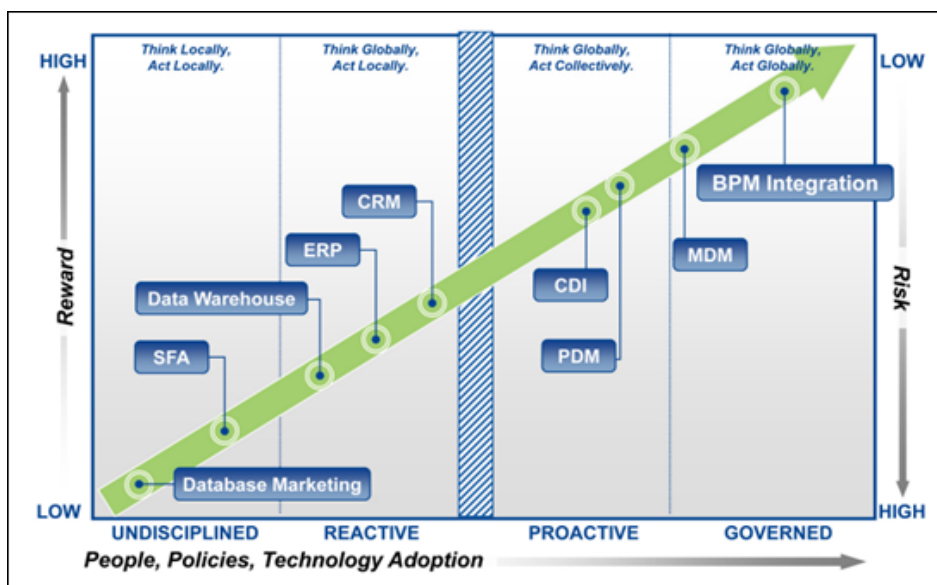 Think Locally,
Act Locally.
Think Globally,
Act Locally.
Think Globally,
Act Collectively.
Think Globally,
Act Globally.
HIGH
LOW
BPM Integration
CRM
MDM
ERP
CDI
Data Warehouse
PDM
SFA
Database Marketing
Reward
Risk
LOW
HIGH
UNDISCIPLINED
REACTIVE
PROACTIVE
GOVERNED
People, Policies, Technology Adoption